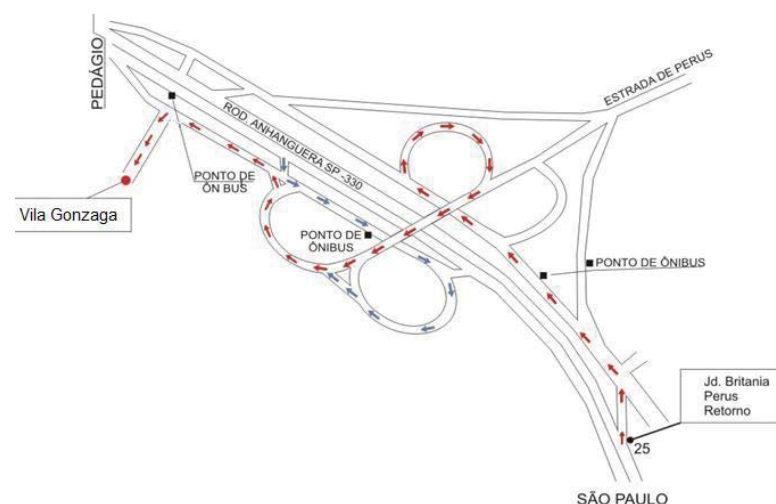 PEDÁGIO
ESTRADA DE PERUS
ROD. ANHANGUERA SP -330
PONTO DE
ÔN BUS
Vila Gonzaga
PONTO DE
ÔNIBUS
PONTO DE ÔNIBUS
Jd. Britania
Perus
Retorno
25
SÃO PAULO